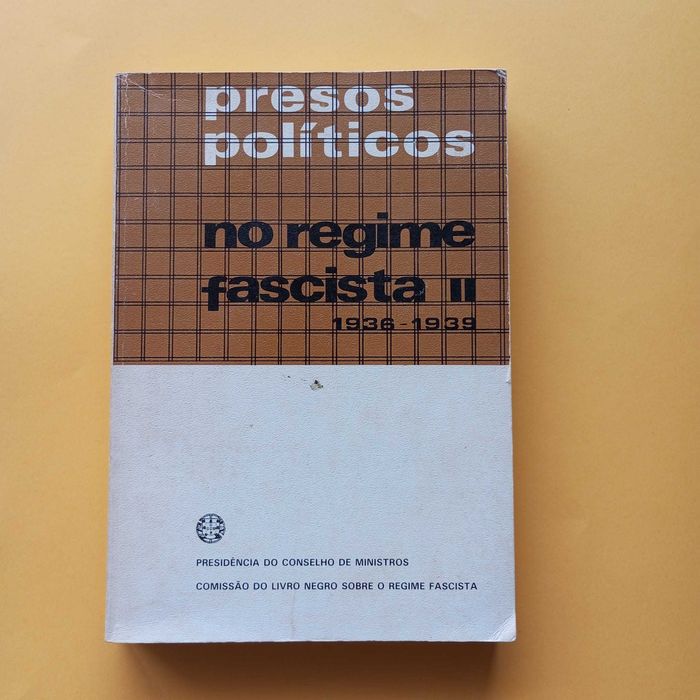 presos
políticos
no regime
fascista II
1936-1939
PRESIDÊNCIA DO CONSELHO DE MINISTROS
COMISSÃO DO LIVRO NEGRO SOBRE O REGIME FASCISTA